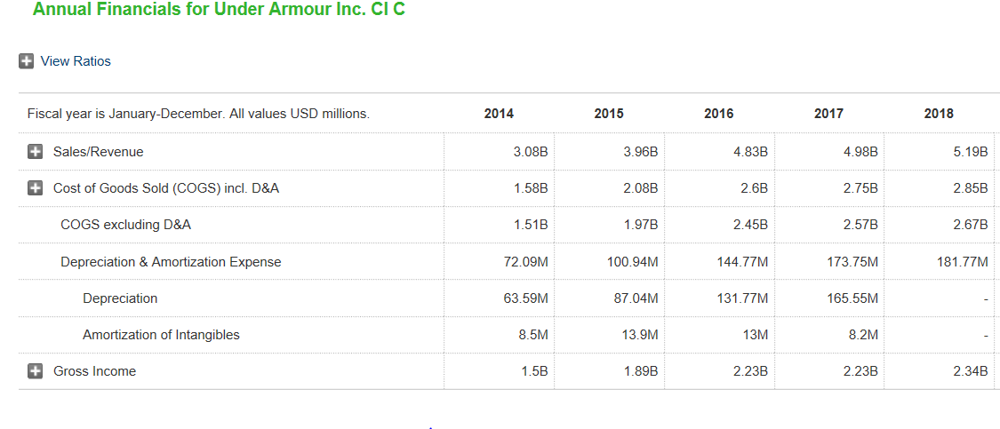 Annual Financials for Under Armour Inc. Cl C
View Ratios
Fiscal year is January-December. All values USD millions. 2014 2015 2016 2017 2018
Sales/Revenue 3.08B 3.96B 4.83B 4.98B 5.19B
Cost of Goods Sold (COGS) incl. D&A 1.58B 2.08B 2.6B 2.75B 2.85B
COGS excluding D&A 1.51B 1.97B 2.45B 2.57B 2.67B
Depreciation & Amortization Expense 72.09M 100.94M 144.77M 173.75M 181.77M
Depreciation 63.59M 87.04M 131.77M 165.55M -
Amortization of Intangibles 8.5M 13.9M 13M 8.2M -
Gross Income 1.5B 1.89B 2.23B 2.23B 2.34B